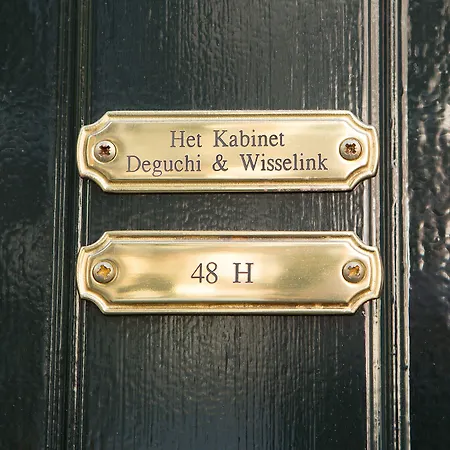 Het Kabinet
Deguchi & Wisselink
48 H